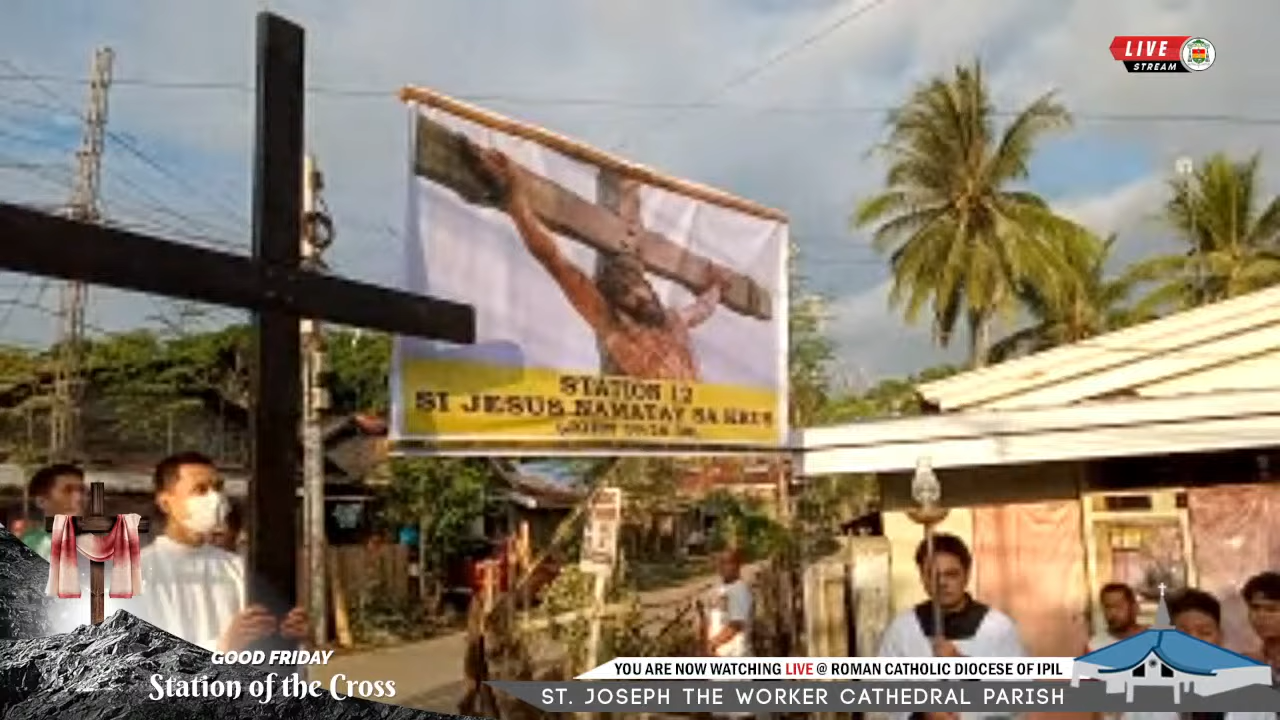 LIVE
STREAM
STATION 12
SI JESUS NAMATAY SA KRUS
GOOD FRIDAY
Station of the Cross
YOU ARE NOW WATCHING LIVE @ ROMAN CATHOLIC DIOCESE OF IPIL
ST. JOSEPH THE WORKER CATHEDRAL PARISH